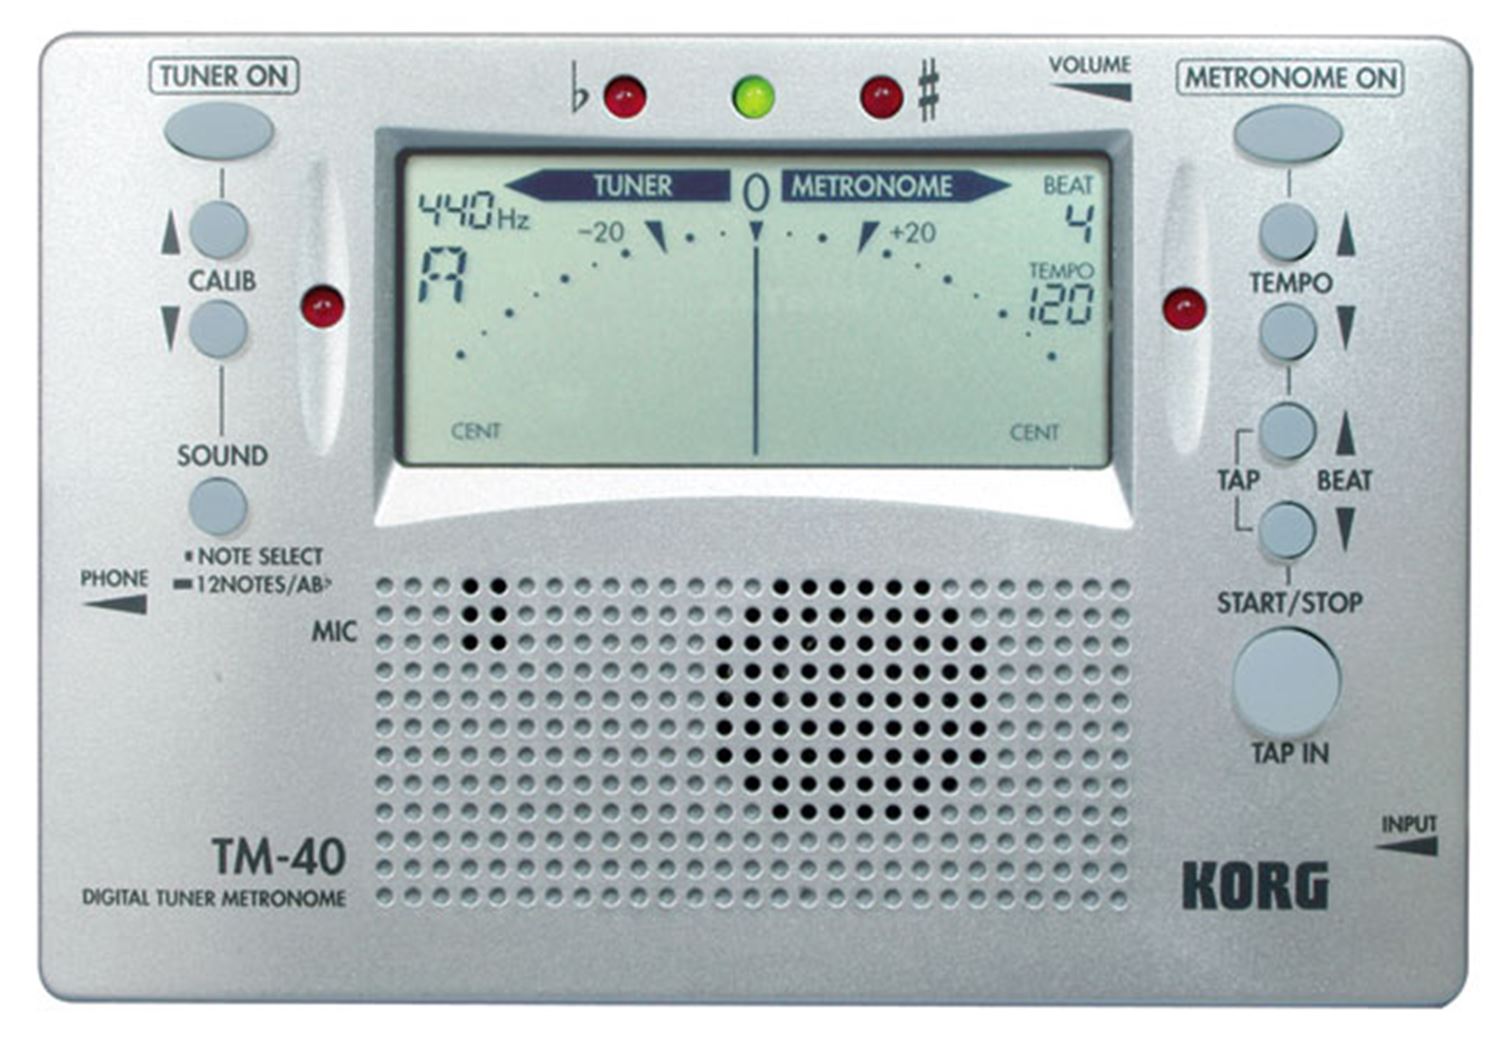 TUNER ON
♭
♯
VOLUME
METRONOME ON
TUNER
0
METRONOME
BEAT
440Hz
4
-20
+20
A
TEMPO
120
CENT
CENT
CALIB
SOUND
NOTE SELECT
12NOTES/AB♭
PHONE
MIC
TEMPO
TAP
BEAT
START/STOP
TAP IN
INPUT
TM-40
DIGITAL TUNER METRONOME
KORG